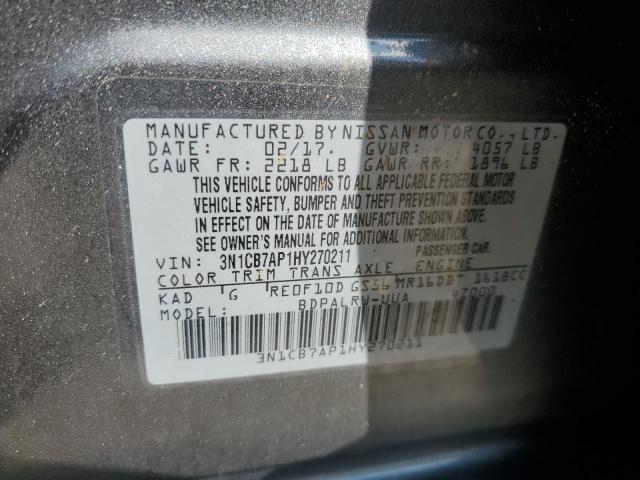 MANUFACTURED BY NISSAN MOTOR CO., LTD.
DATE: 02/17. GVWR: 4057 LB
GAWR FR: 2218 LB GAWR RR: 1896 LB
THIS VEHICLE CONFORMS TO ALL APPLICABLE FEDERAL MOTOR
VEHICLE SAFETY, BUMPER AND THEFT PREVENTION STANDARDS
IN EFFECT ON THE DATE OF MANUFACTURE SHOWN ABOVE.
SEE OWNER'S MANUAL FOR ADDITIONAL INFORMATION.
PASSENGER CAR.
VIN: 3N1CB7AP1HY270211
COLOR TRIM TRANS AXLE ENGINE
KAD G RE0F10D GS56 MR16DDT 1618CC
MODEL: BDPALRW-UUA 47000
3N1CB7AP1HY270211